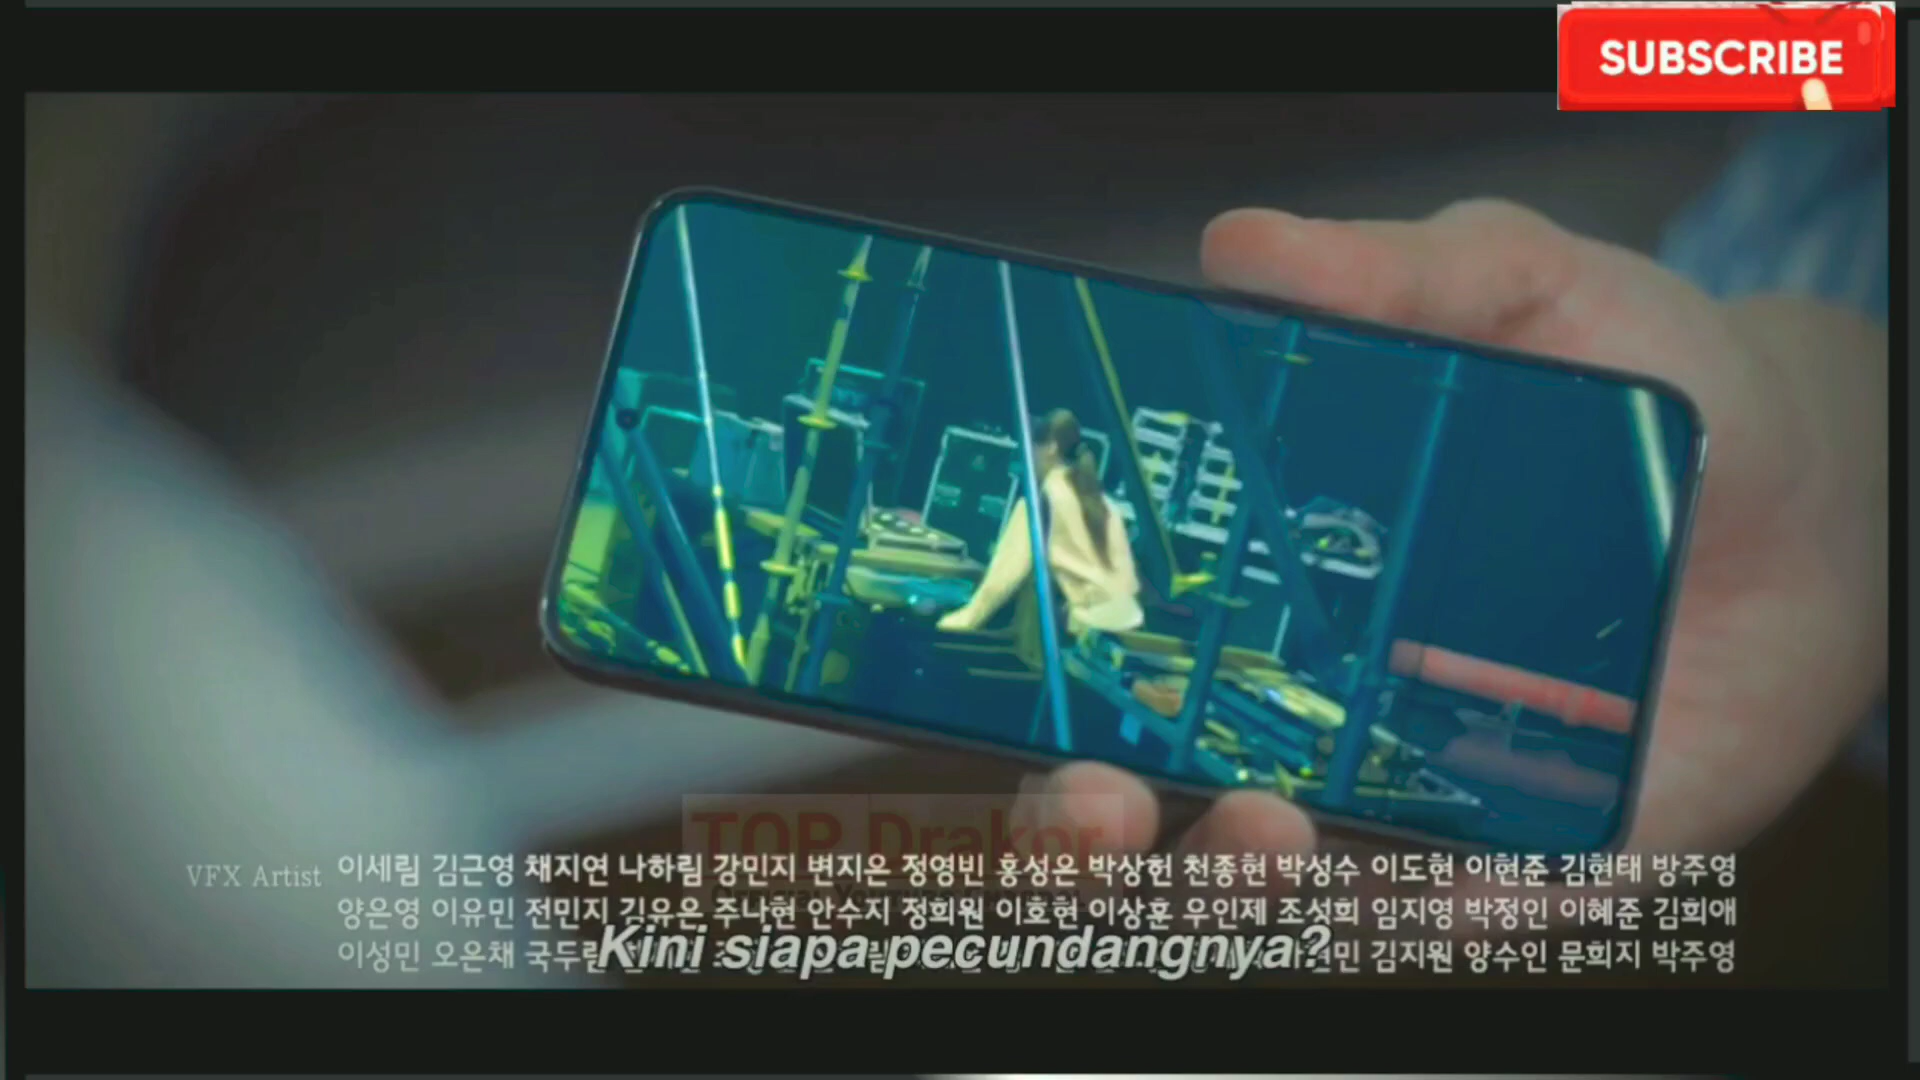 SUBSCRIBE
TOP Drakor
VFX Artist 이세림 김근영 채지연 나하림 강민지 변지은 정영빈 홍성은 박상헌 천종현 박성수 이도현 이현준 김현태 방주영
양은영 이유민 전민지 김유은 주나현 안수지 정희원 이호현 이상훈 우인제 조성희 임지영 박정인 이혜준 김희애
이성민 오은채 국두람 김지원 양수인 문희지 박주영
Kini siapa pecundangnya?